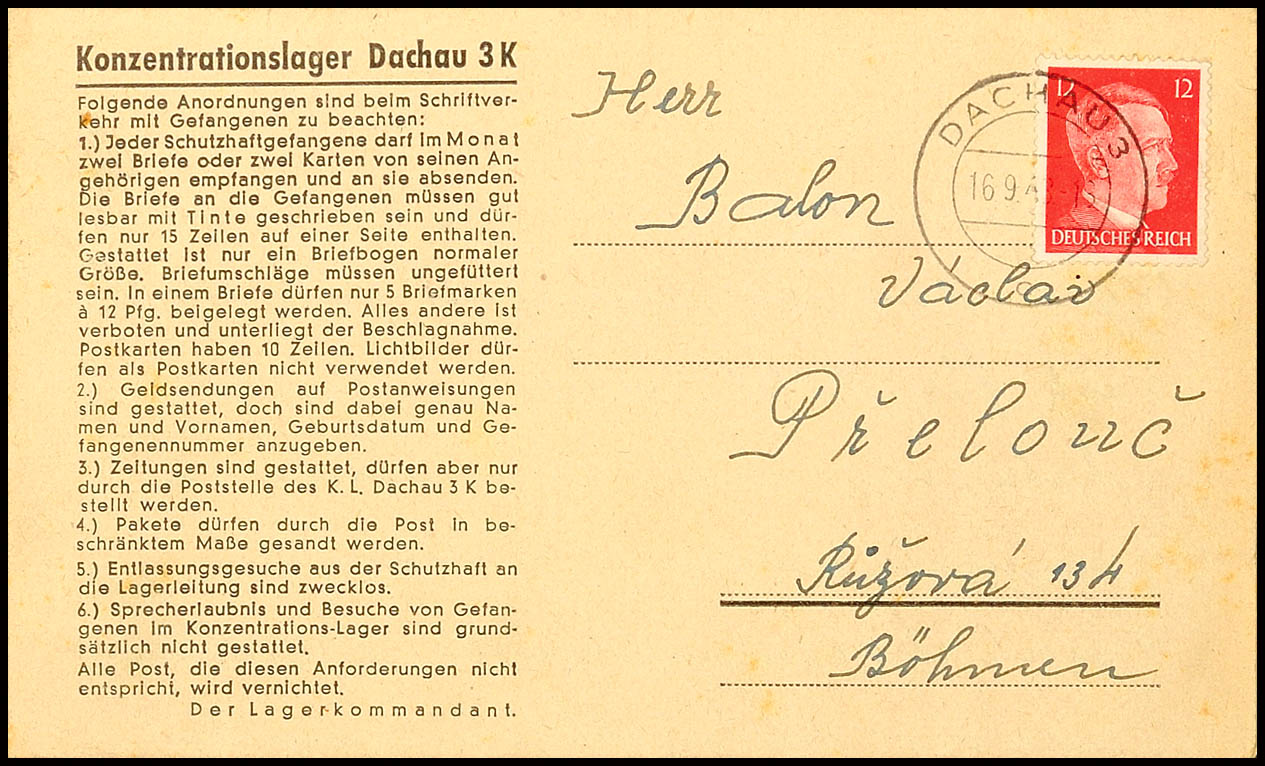 Konzentrationslager Dachau 3 K
Folgende Anordnungen sind beim Schriftver-
kehr mit Gefangenen zu beachten:
1.) Jeder Schutzhaftgefangene darf im Monat
zwei Briefe oder zwei Karten von seinen An-
gehörigen empfangen und an sie absenden.
Die Briefe an die Gefangenen müssen gut
lesbar mit Tinte geschrieben sein und dür-
fen nur 15 Zeilen auf einer Seite enthalten.
Gestattet ist nur ein Briefbogen normaler
Größe. Briefumschläge müssen ungefüttert
sein. In einem Briefe dürfen nur 5 Briefmarken
à 12 Pfg. beigelegt werden. Alles andere ist
verboten und unterliegt der Beschlagnahme.
Postkarten haben 10 Zeilen. Lichtbilder dür-
fen als Postkarten nicht verwendet werden.
2.) Geldsendungen auf Postanweisungen
sind gestattet, doch sind dabei genau Na-
men und Vornamen, Geburtsdatum und Ge-
fangenennummer anzugeben.
3.) Zeitungen sind gestattet, dürfen aber nur
durch die Poststelle des K. L. Dachau 3 K be-
stellt werden.
4.) Pakete dürfen durch die Post in be-
schränktem Maße gesandt werden.
5.) Entlassungsgesuche aus der Schutzhaft an
die Lagerleitung sind zwecklos.
6.) Sprecherlaubnis und Besuche von Gefan-
genen im Konzentrations-Lager sind grund-
sätzlich nicht gestattet.
Alle Post, die diesen Anforderungen nicht
entspricht, wird vernichtet.
Der Lagerkommandant.
Herr
Balon
Václav
Přelouč
Růžová 134
Böhmen
DACHAU 3
16.9.43
12 12
DEUTSCHES REICH